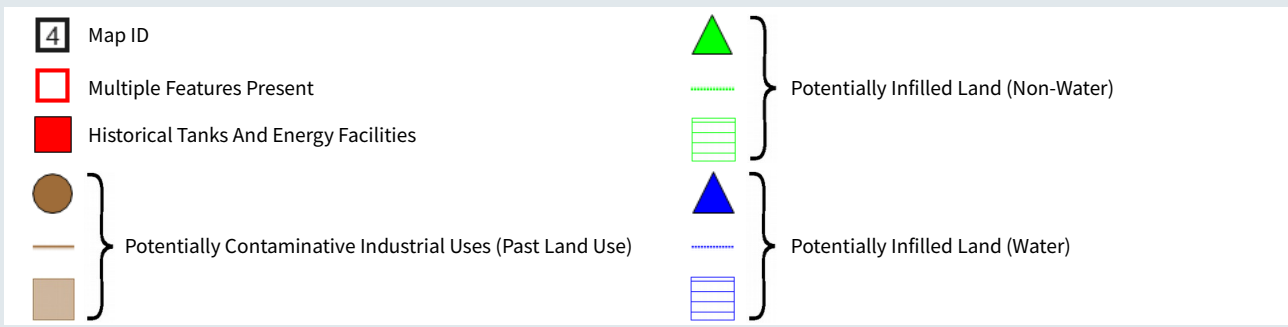 4 Map ID
Multiple Features Present
Historical Tanks And Energy Facilities
Potentially Contaminative Industrial Uses (Past Land Use)
Potentially Infilled Land (Non-Water)
Potentially Infilled Land (Water)